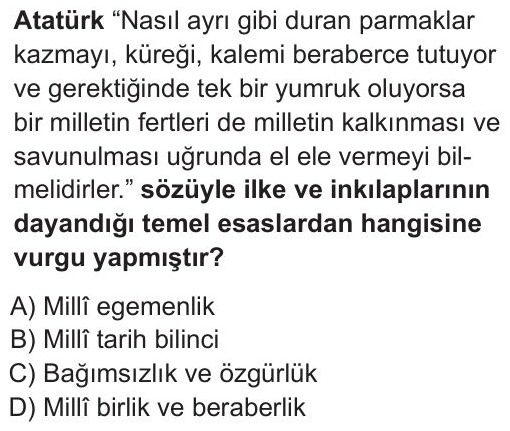 Atatürk “Nasıl ayrı gibi duran parmaklar
kazmayı, küreği, kalemi beraberce tutuyor
ve gerektiğinde tek bir yumruk oluyorsa
bir milletin fertleri de milletin kalkınması ve
savunulması uğrunda el ele vermeyi bil-
melidirler.” sözüyle ilke ve inkılaplarının
dayandığı temel esaslardan hangisine
vurgu yapmıştır?
A) Millî egemenlik
B) Millî tarih bilinci
C) Bağımsızlık ve özgürlük
D) Millî birlik ve beraberlik